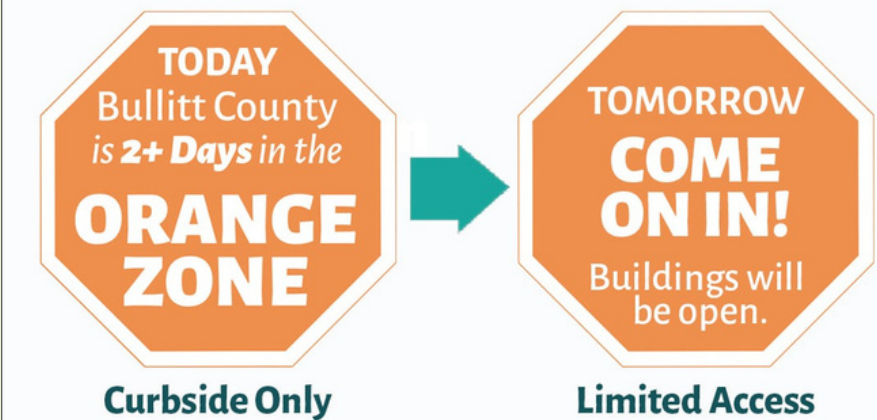 TODAY
Bullitt County
is 2+ Days in the
ORANGE
ZONE
Curbside Only
TOMORROW
COME
ON IN!
Buildings will
be open.
Limited Access